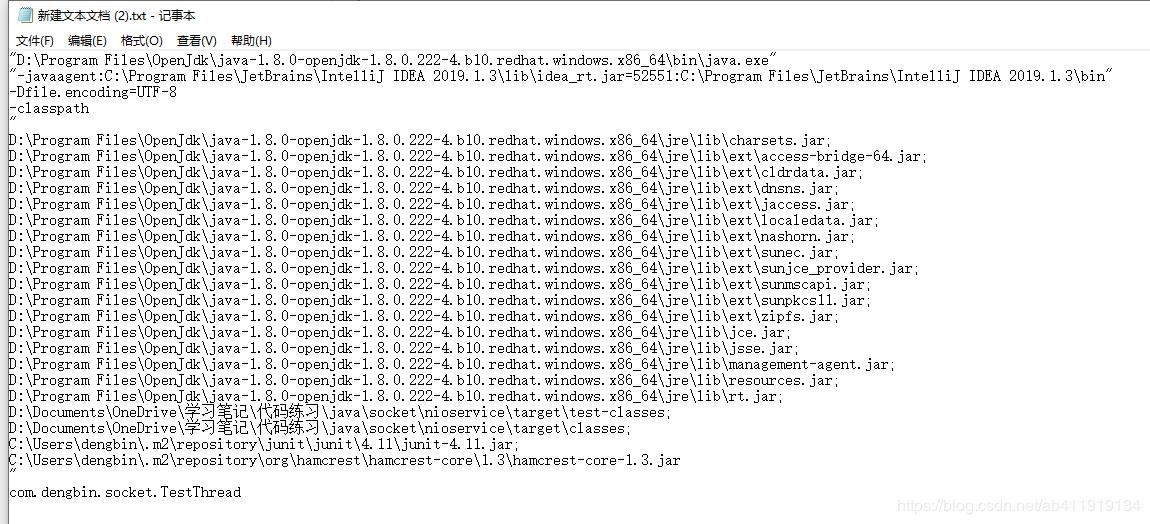 新建文本文档 (2).txt - 记事本
文件(F) 编辑(E) 格式(O) 查看(V) 帮助(H)
"D:\Program Files\OpenJdk\java-1.8.0-openjdk-1.8.0.222-4.b10.redhat.windows.x86_64\bin\java.exe"
"-javaagent:C:\Program Files\JetBrains\IntelliJ IDEA 2019.1.3\lib\idea_rt.jar=52551:C:\Program Files\JetBrains\IntelliJ IDEA 2019.1.3\bin"
-Dfile.encoding=UTF-8
-classpath
"
D:\Program Files\OpenJdk\java-1.8.0-openjdk-1.8.0.222-4.b10.redhat.windows.x86_64\jre\lib\charsets.jar;
D:\Program Files\OpenJdk\java-1.8.0-openjdk-1.8.0.222-4.b10.redhat.windows.x86_64\jre\lib\ext\access-bridge-64.jar;
D:\Program Files\OpenJdk\java-1.8.0-openjdk-1.8.0.222-4.b10.redhat.windows.x86_64\jre\lib\ext\cldrdata.jar;
D:\Program Files\OpenJdk\java-1.8.0-openjdk-1.8.0.222-4.b10.redhat.windows.x86_64\jre\lib\ext\dnsns.jar;
D:\Program Files\OpenJdk\java-1.8.0-openjdk-1.8.0.222-4.b10.redhat.windows.x86_64\jre\lib\ext\jaccess.jar;
D:\Program Files\OpenJdk\java-1.8.0-openjdk-1.8.0.222-4.b10.redhat.windows.x86_64\jre\lib\ext\localedata.jar;
D:\Program Files\OpenJdk\java-1.8.0-openjdk-1.8.0.222-4.b10.redhat.windows.x86_64\jre\lib\ext\nashorn.jar;
D:\Program Files\OpenJdk\java-1.8.0-openjdk-1.8.0.222-4.b10.redhat.windows.x86_64\jre\lib\ext\sunec.jar;
D:\Program Files\OpenJdk\java-1.8.0-openjdk-1.8.0.222-4.b10.redhat.windows.x86_64\jre\lib\ext\sunjce_provider.jar;
D:\Program Files\OpenJdk\java-1.8.0-openjdk-1.8.0.222-4.b10.redhat.windows.x86_64\jre\lib\ext\sunmscapi.jar;
D:\Program Files\OpenJdk\java-1.8.0-openjdk-1.8.0.222-4.b10.redhat.windows.x86_64\jre\lib\ext\sunpkcs11.jar;
D:\Program Files\OpenJdk\java-1.8.0-openjdk-1.8.0.222-4.b10.redhat.windows.x86_64\jre\lib\ext\zipfs.jar;
D:\Program Files\OpenJdk\java-1.8.0-openjdk-1.8.0.222-4.b10.redhat.windows.x86_64\jre\lib\jce.jar;
D:\Program Files\OpenJdk\java-1.8.0-openjdk-1.8.0.222-4.b10.redhat.windows.x86_64\jre\lib\jsse.jar;
D:\Program Files\OpenJdk\java-1.8.0-openjdk-1.8.0.222-4.b10.redhat.windows.x86_64\jre\lib\management-agent.jar;
D:\Program Files\OpenJdk\java-1.8.0-openjdk-1.8.0.222-4.b10.redhat.windows.x86_64\jre\lib\resources.jar;
D:\Program Files\OpenJdk\java-1.8.0-openjdk-1.8.0.222-4.b10.redhat.windows.x86_64\jre\lib\rt.jar;
D:\Documents\OneDrive\学习笔记\代码练习\java\socket\nioservice\target\test-classes;
D:\Documents\OneDrive\学习笔记\代码练习\java\socket\nioservice\target\classes;
C:\Users\dengbin\.m2\repository\junit\junit\4.11\junit-4.11.jar;
C:\Users\dengbin\.m2\repository\org\hamcrest\hamcrest-core\1.3\hamcrest-core-1.3.jar
"
com.dengbin.socket.TestThread
https://blog.csdn.net/ab411919134